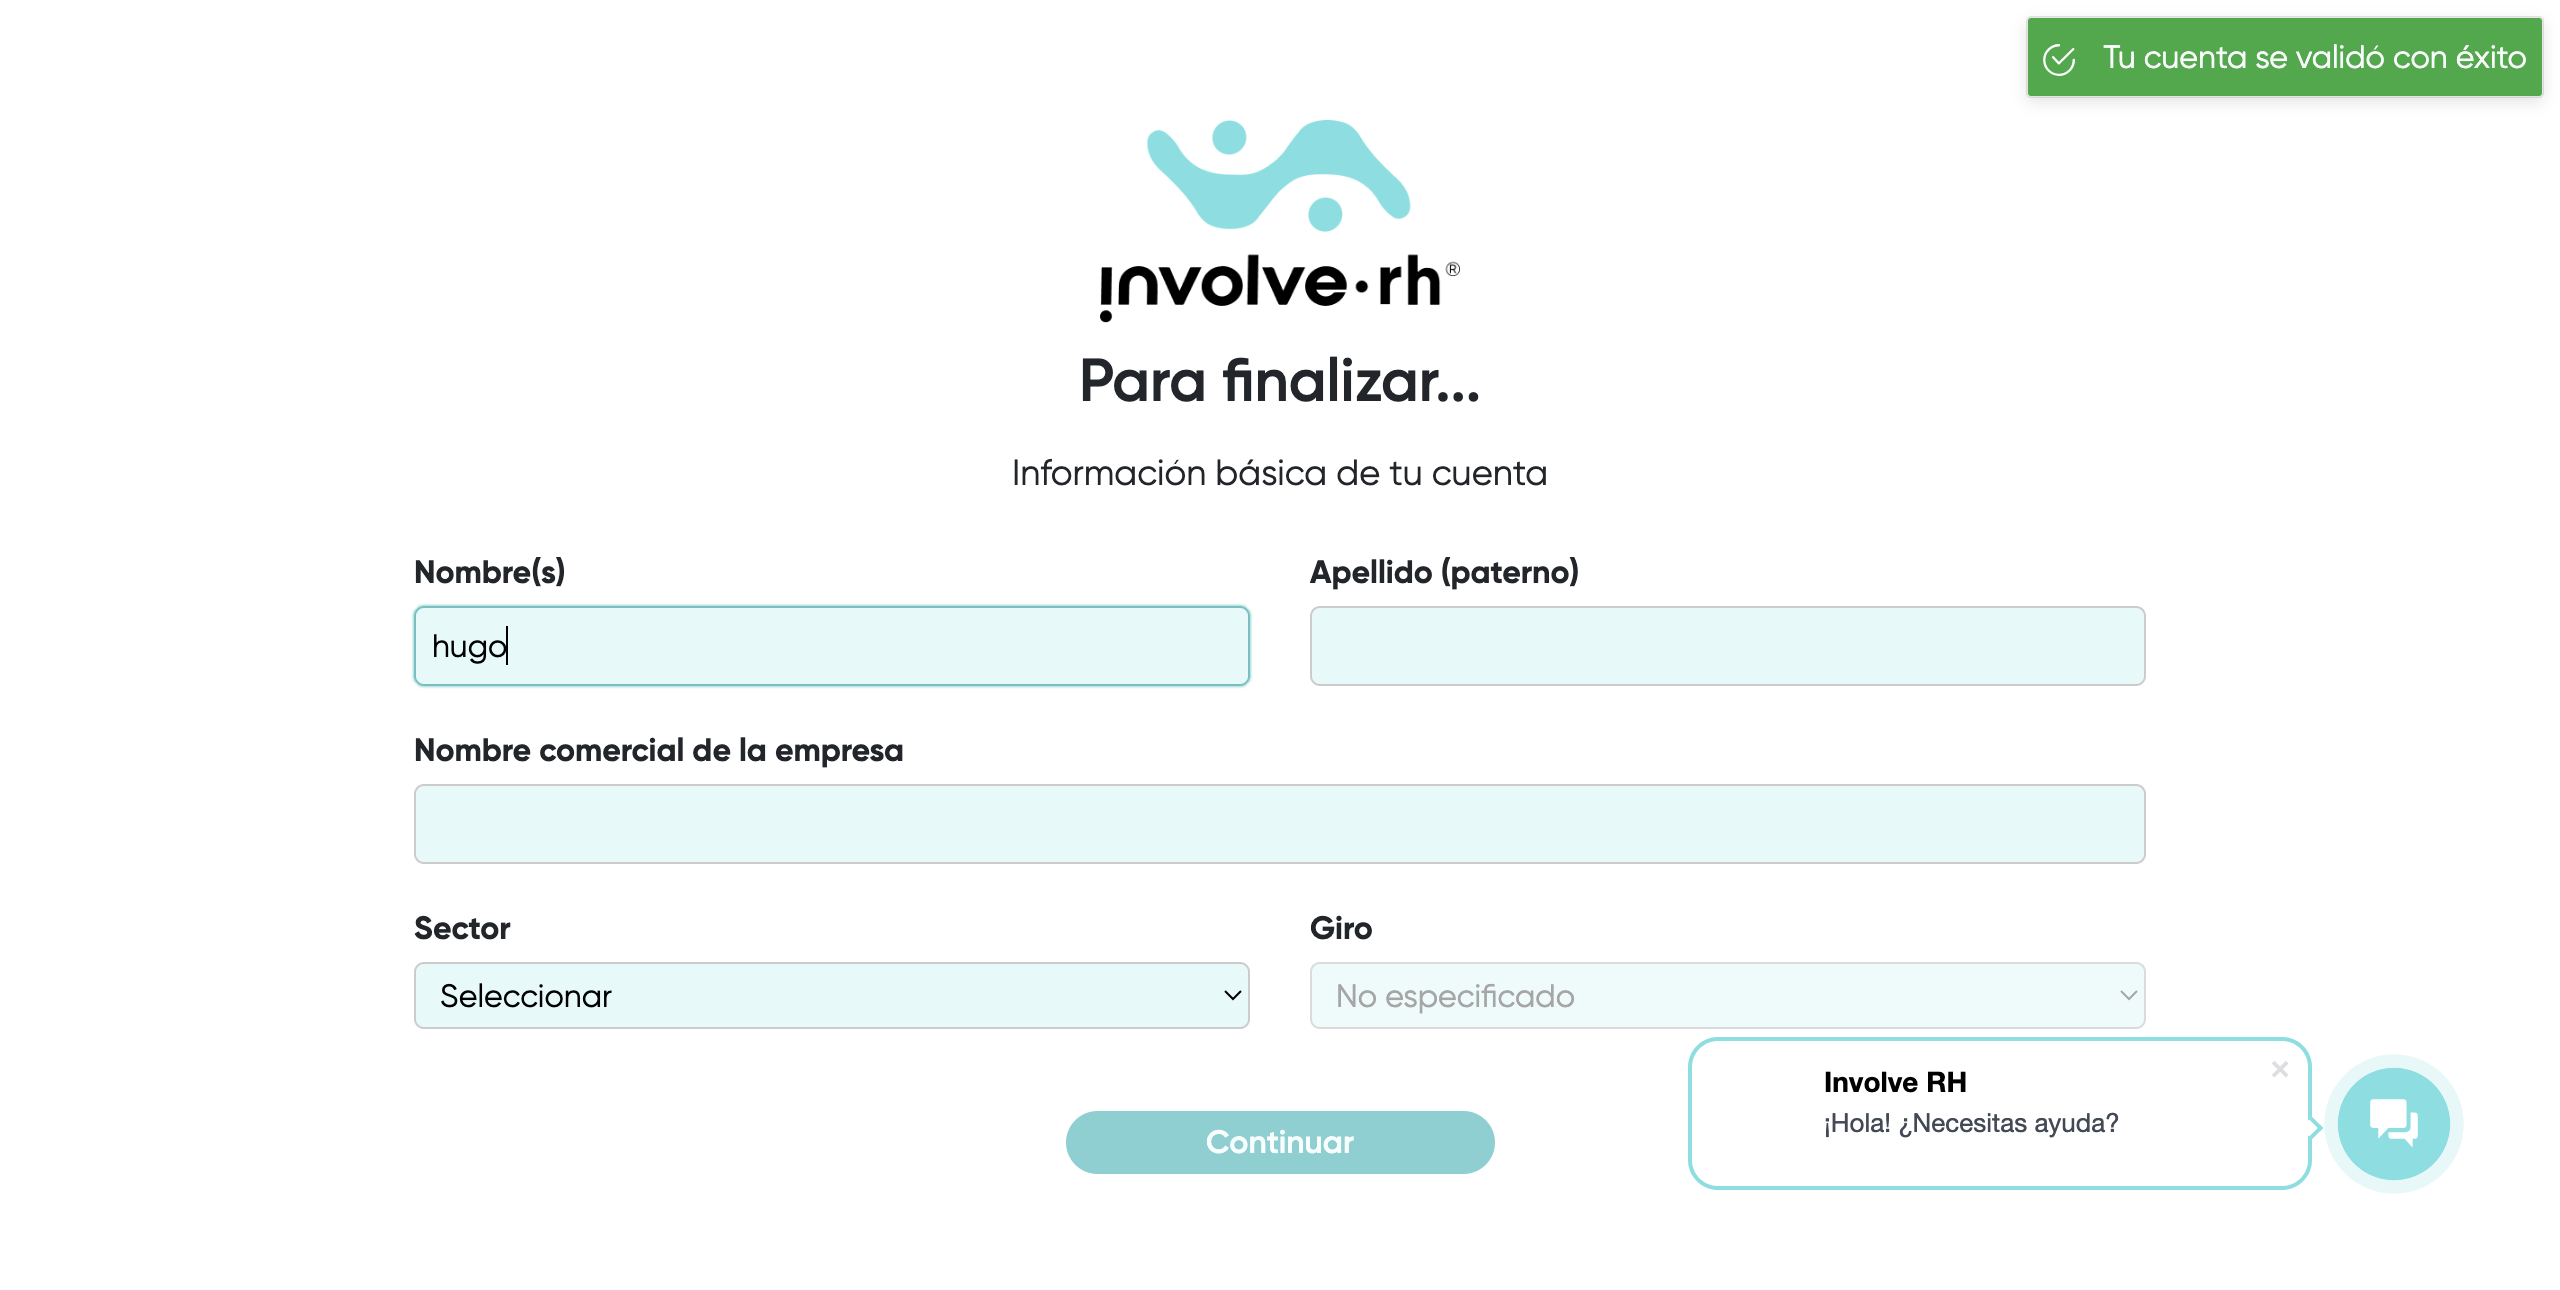 Tu cuenta se validó con éxito
involve·rh®
Para finalizar...
Información básica de tu cuenta
Nombre(s)
Apellido (paterno)
hugo
Nombre comercial de la empresa
Sector
Giro
Seleccionar
No especificado
Involve RH
¡Hola! ¿Necesitas ayuda?
Continuar